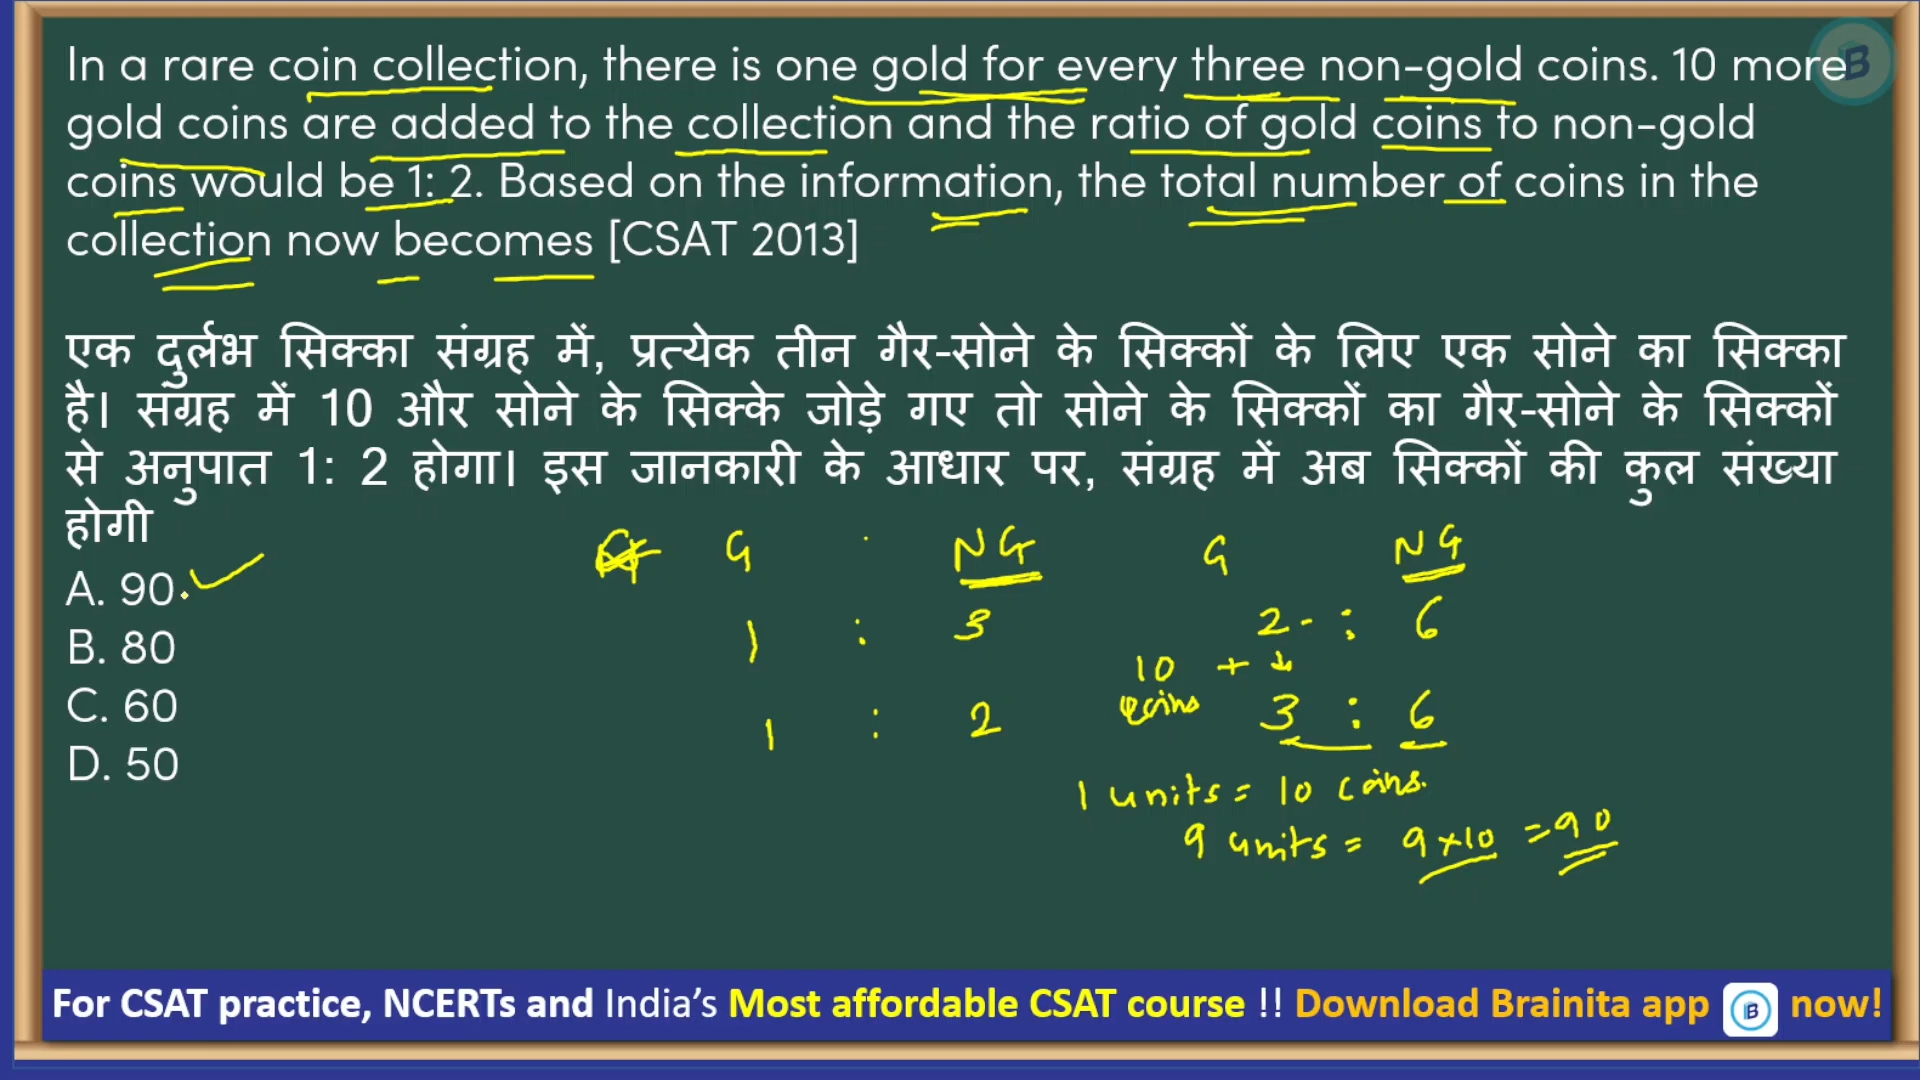 In a rare coin collection, there is one gold for every three non-gold coins. 10 more
gold coins are added to the collection and the ratio of gold coins to non-gold
coins would be 1: 2. Based on the information, the total number of coins in the
collection now becomes [CSAT 2013]
एक दुर्लभ सिक्का संग्रह में, प्रत्येक तीन गैर-सोने के सिक्कों के लिए एक सोने का सिक्का
है। संग्रह में 10 और सोने के सिक्के जोड़े गए तो सोने के सिक्कों का गैर-सोने के सिक्कों
से अनुपात 1: 2 होगा। इस जानकारी के आधार पर, संग्रह में अब सिक्कों की कुल संख्या
होगी
A. 90
B. 80
C. 60
D. 50
G : NG
1 : 3
1 : 2
G NG
2 : 6
10 +
coins 3 : 6
1 units = 10 coins.
9 units = 9×10 = 90
For CSAT practice, NCERTs and India's Most affordable CSAT course !! Download Brainita app B now!
B